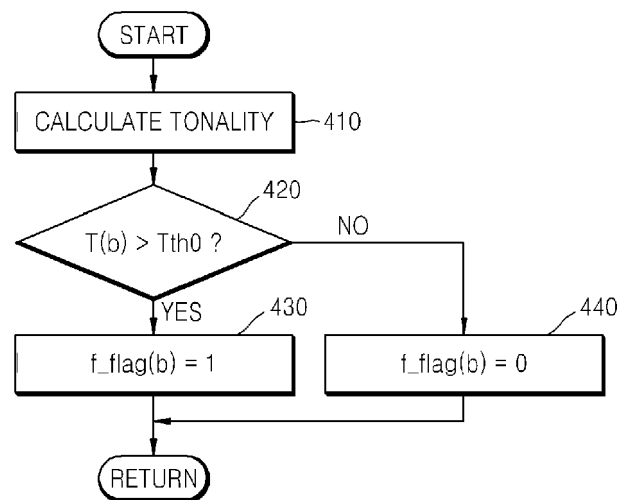 START
CALCULATE TONALITY
410
420
T(b) > Tth0 ?
NO
YES
430
440
f_flag(b) = 1
f_flag(b) = 0
RETURN